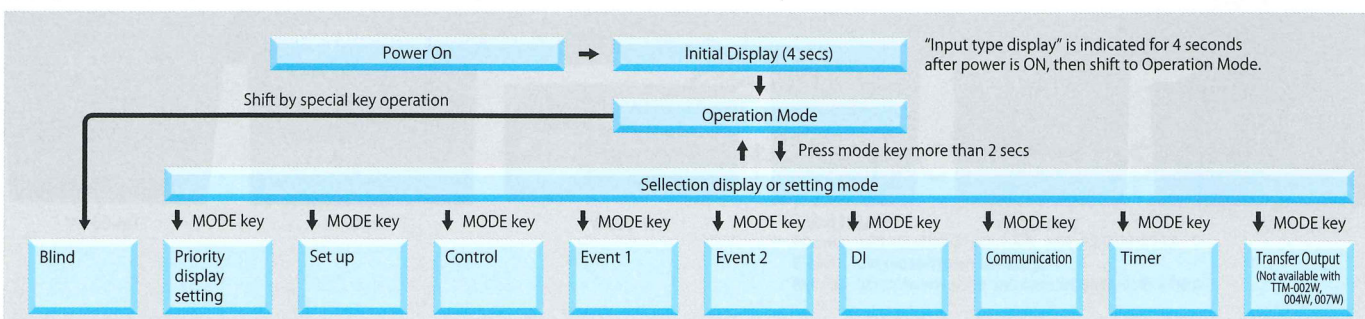 Power On
Initial Display (4 secs)
“Input type display” is indicated for 4 seconds
after power is ON, then shift to Operation Mode.
Shift by special key operation
Operation Mode
Press mode key more than 2 secs
Sellection display or setting mode
MODE key
MODE key
MODE key
MODE key
MODE key
MODE key
MODE key
MODE key
MODE key
Blind
Priority
display
setting
Set up
Control
Event 1
Event 2
DI
Communication
Timer
Transfer Output
(Not available with
TTM-002W,
004W, 007W)